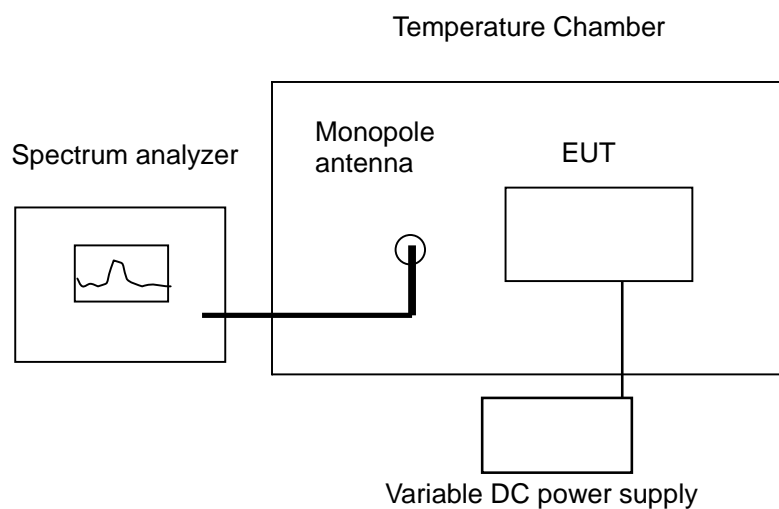 Temperature Chamber
Monopole
antenna
EUT
Spectrum analyzer
Variable DC power supply